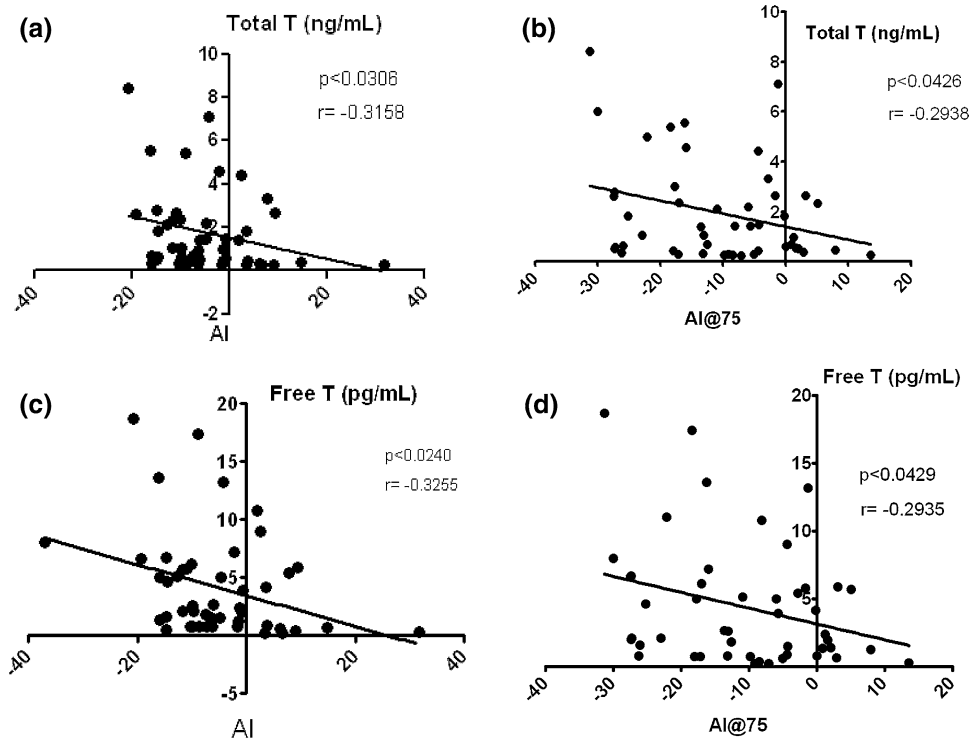 (a)
Total T (ng/mL)
10
8
6
4
2
-2
p<0.0306
r= -0.3158
-40
-20
20
40
AI
(b)
10
Total T (ng/mL)
8
6
4
2
p<0.0426
r= -0.2938
-40
-30
-20
-10
0
10
20
AI@75
(c)
Free T (pg/mL)
20
15
10
5
0
-5
p<0.0240
r= -0.3255
-40
-20
20
40
AI
(d)
Free T (pg/mL)
20
15
10
5
p<0.0429
r= -0.2935
-40
-30
-20
-10
0
10
20
AI@75